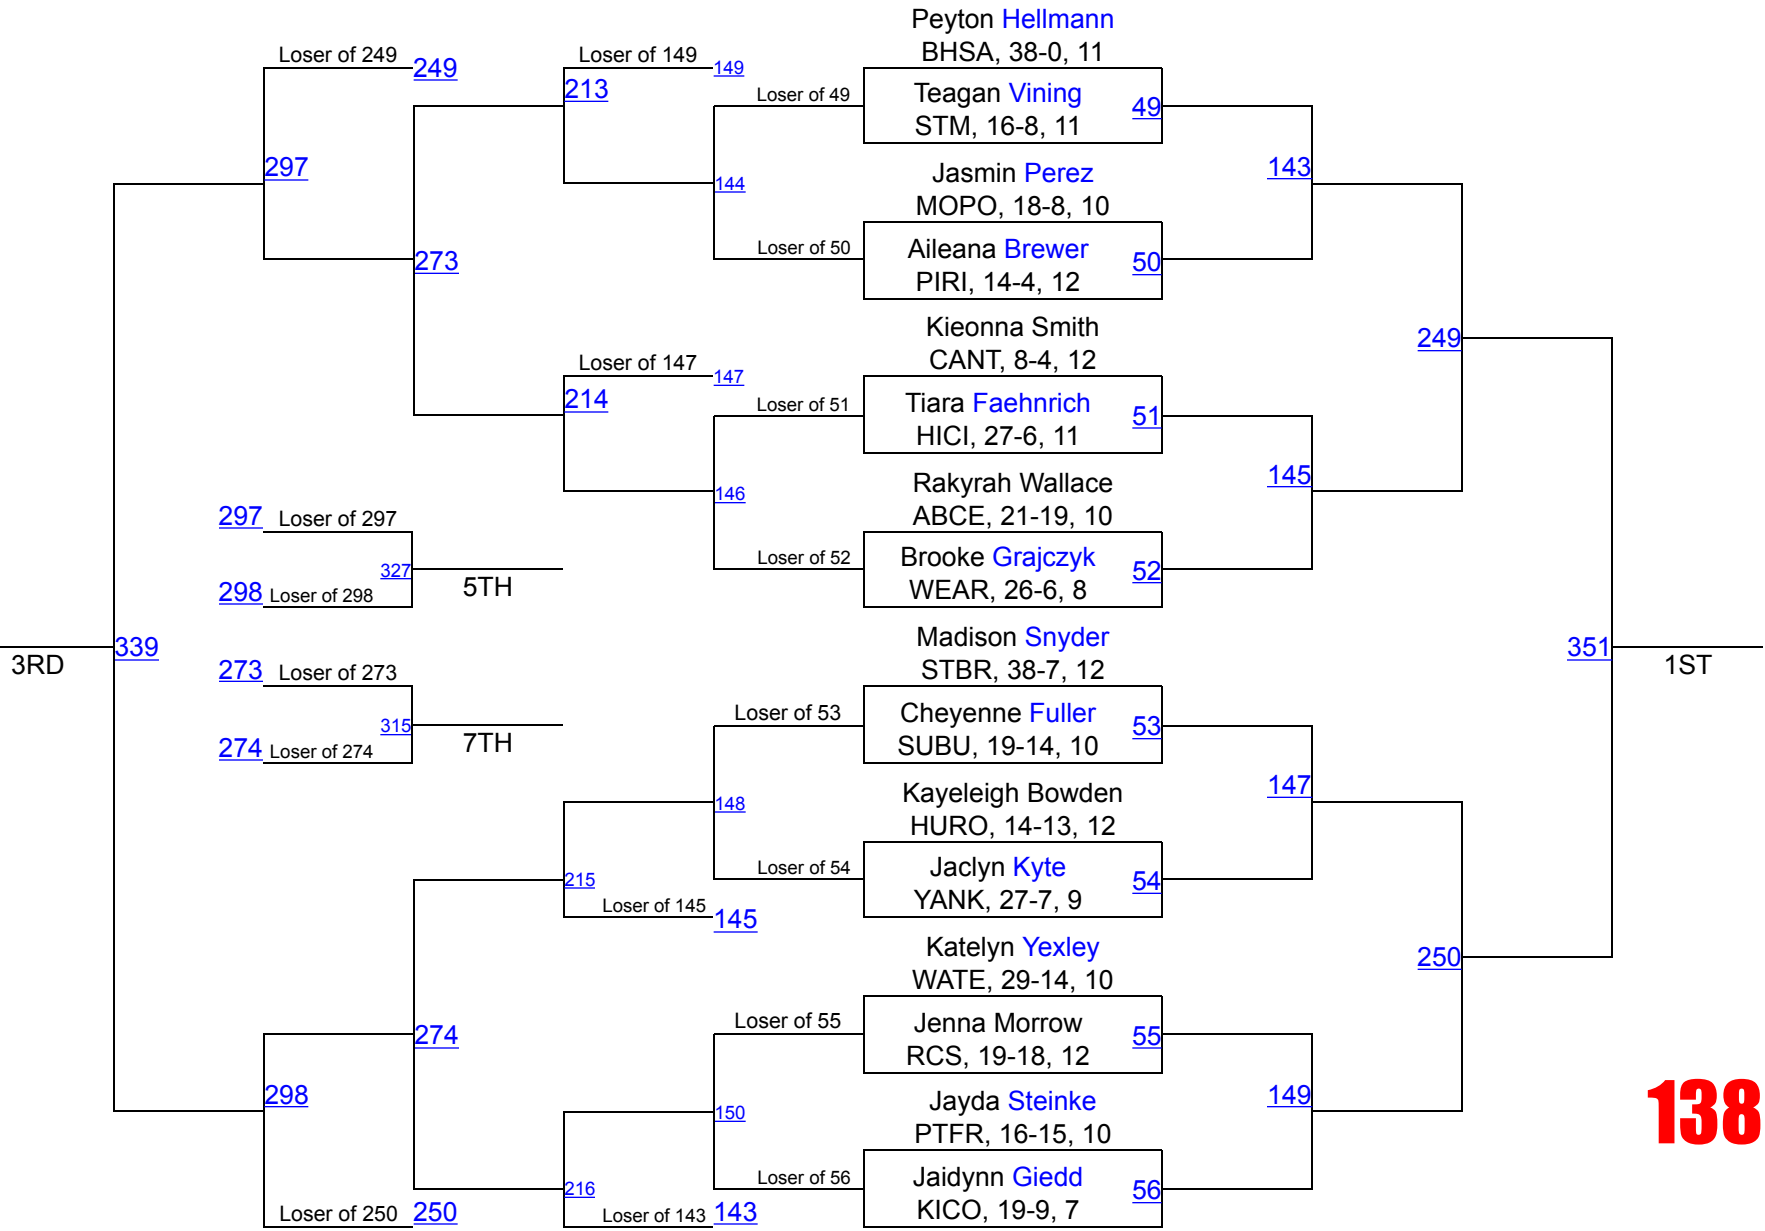 Peyton Hellmann
BHSA, 38-0, 11
Loser of 249
249
Loser of 149
149
213
Loser of 49
Teagan Vining
STM, 16-8, 11
49
297
144
Jasmin Perez
MOPO, 18-8, 10
143
273
Loser of 50
Aileana Brewer
PIRI, 14-4, 12
50
Kieonna Smith
CANT, 8-4, 12
249
Loser of 147
147
214
Loser of 51
Tiara Faehnrich
HICI, 27-6, 11
51
146
Rakyrah Wallace
ABCE, 21-19, 10
145
297
Loser of 297
327
5TH
298
Loser of 298
Loser of 52
Brooke Grajczyk
WEAR, 26-6, 8
52
339
3RD
Madison Snyder
STBR, 38-7, 12
351
1ST
273
Loser of 273
315
7TH
274
Loser of 274
Loser of 53
Cheyenne Fuller
SUBU, 19-14, 10
53
148
Kayeleigh Bowden
HURO, 14-13, 12
147
215
Loser of 145
145
Loser of 54
Jaclyn Kyte
YANK, 27-7, 9
54
Katelyn Yexley
WATE, 29-14, 10
250
274
Loser of 55
Jenna Morrow
RCS, 19-18, 12
55
298
150
Jayda Steinke
PTFR, 16-15, 10
149
138
216
Loser of 56
Jaidynn Giedd
KICO, 19-9, 7
56
Loser of 250
250
Loser of 143
143